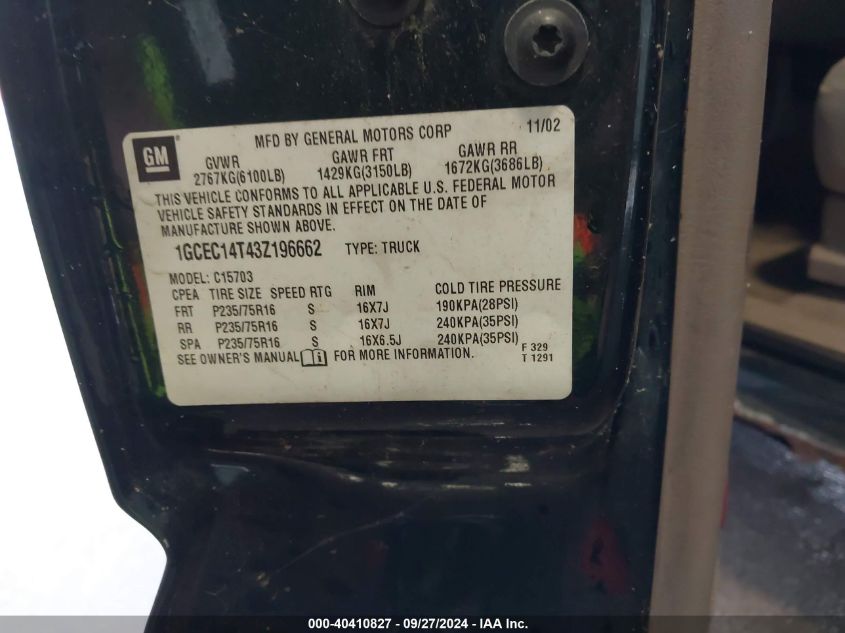 GM
MFD BY GENERAL MOTORS CORP 11/02
GVWR GAWR FRT GAWR RR
2767KG(6100LB) 1429KG(3150LB) 1672KG(3686LB)
THIS VEHICLE CONFORMS TO ALL APPLICABLE U.S. FEDERAL MOTOR
VEHICLE SAFETY STANDARDS IN EFFECT ON THE DATE OF
MANUFACTURE SHOWN ABOVE.
1GCEC14T43Z196662 TYPE: TRUCK
MODEL: C15703
CPEA TIRE SIZE SPEED RTG RIM COLD TIRE PRESSURE
FRT P235/75R16 S 16X7J 190KPA(28PSI)
RR P235/75R16 S 16X7J 240KPA(35PSI)
SPA P235/75R16 S 16X6.5J 240KPA(35PSI)
SEE OWNER'S MANUAL FOR MORE INFORMATION. F 329
T 1291
000-40410827 - 09/27/2024 - IAA Inc.